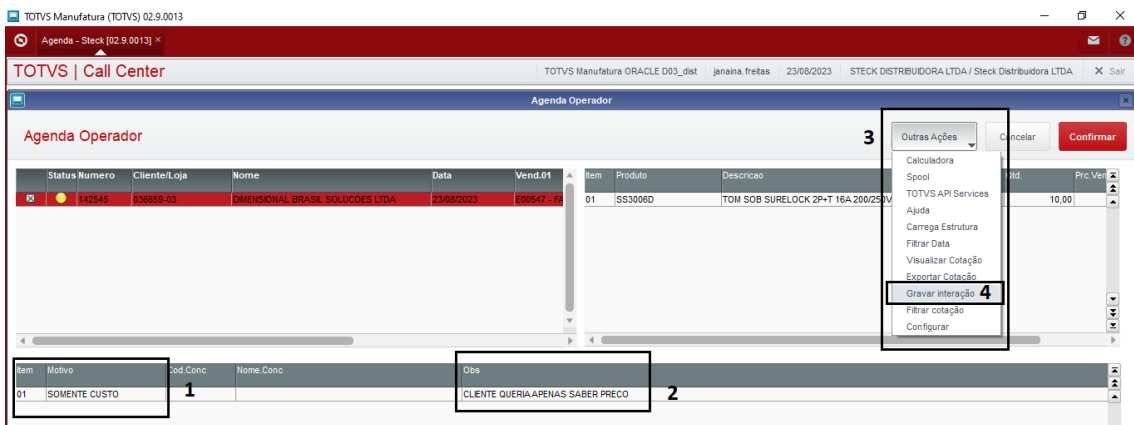 TOTVS Manufatura (TOTVS) 02.9.0013
Agenda - Steck [02.9.0013] ×
TOTVS | Call Center TOTVS Manufatura ORACLE D03_dist janaina.freitas 23/08/2023 STECK DISTRIBUIDORA LTDA / Steck Distribuidora LTDA X Sair
Agenda Operador
Agenda Operador 3 Outras Ações Cancelar Confirmar
Status Numero Cliente/Loja Nome Data Vend.01
142545 036659-03 DIMENSIONAL BRASIL SOLUCOES LTDA 23/08/2023
Item Produto Descricao Qtd.
01 SS3006D TOM SOB SURELOCK 2P+T 16A 200/250V 10,00
Calculadora
Spool
TOTVS API Services
Ajuda
Carrega Estrutura
Filtrar Data
Visualizar Cotação
Exportar Cotação
Gravar interação 4
Filtrar cotação
Configurar
Item Motivo Cod.Conc Nome.Conc Obs
01 SOMENTE CUSTO 1 CLIENTE QUERIA APENAS SABER PRECO 2